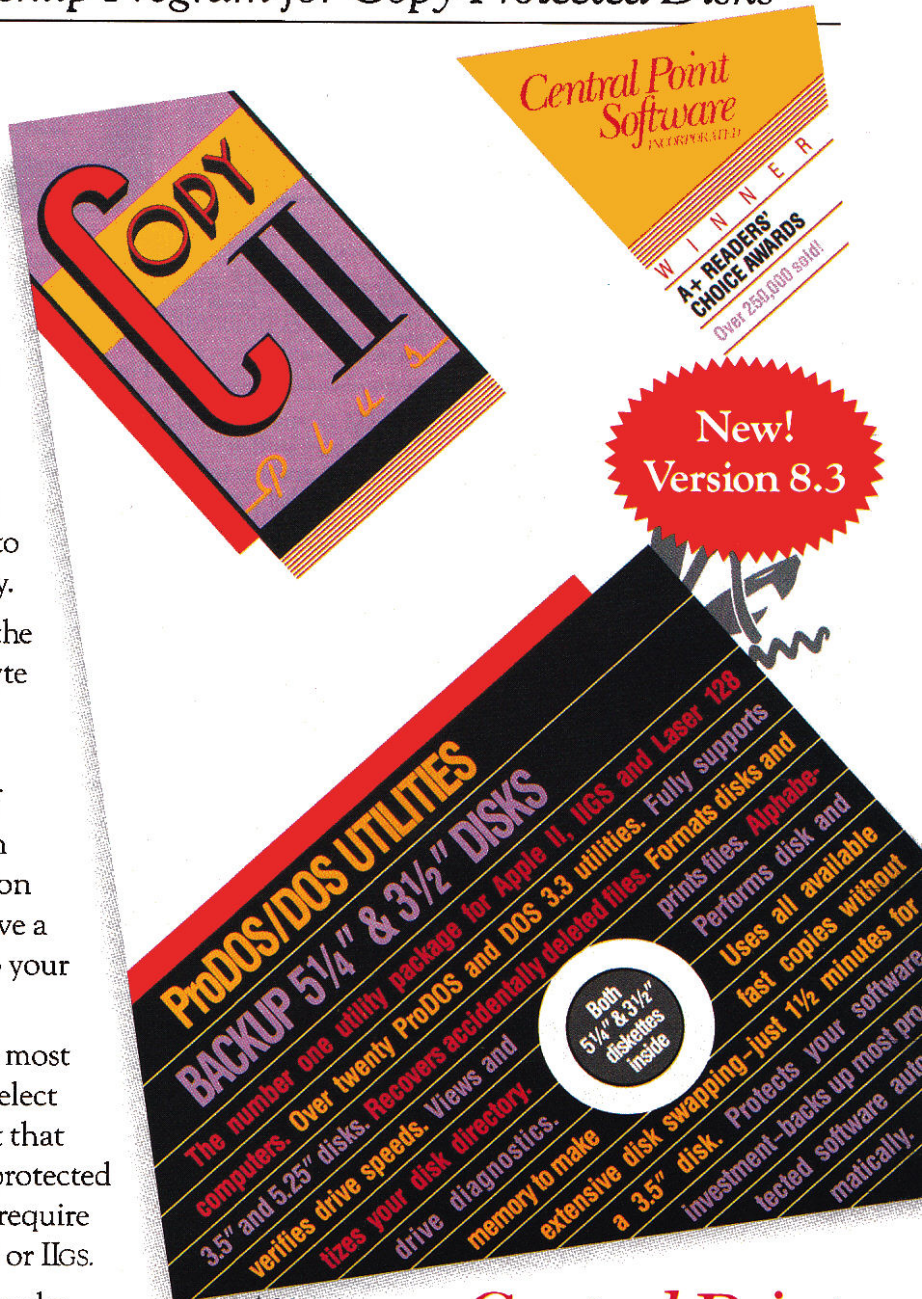 Program for Copy Protected Disks
Central Point
Software
INCORPORATED
WINNER
A+ READERS'
CHOICE AWARDS
Over 250,000 sold!
COPY
II
Plus
New!
Version 8.3
to
y.
the
on
ve a
your
most
elect
that
protected
require
or IIGS.
ProDOS/DOS UTILITIES
BACKUP 5¼" & 3½" DISKS
The number one utility package for Apple II, IIGS and Laser 128
computers. Over twenty ProDOS and DOS 3.3 utilities. Fully supports
3.5" and 5.25" disks. Recovers accidentally deleted files. Formats disks and
verifies drive speeds. Views and prints files. Alphabe-
tizes your disk directory. Performs disk and
drive diagnostics. Uses all available
memory to make fast copies without
extensive disk swapping–just 1½ minutes for
a 3.5" disk. Protects your software
investment–backs up most pro
tected software aut
matically.
Both
5¼" & 3½"
diskettes
inside